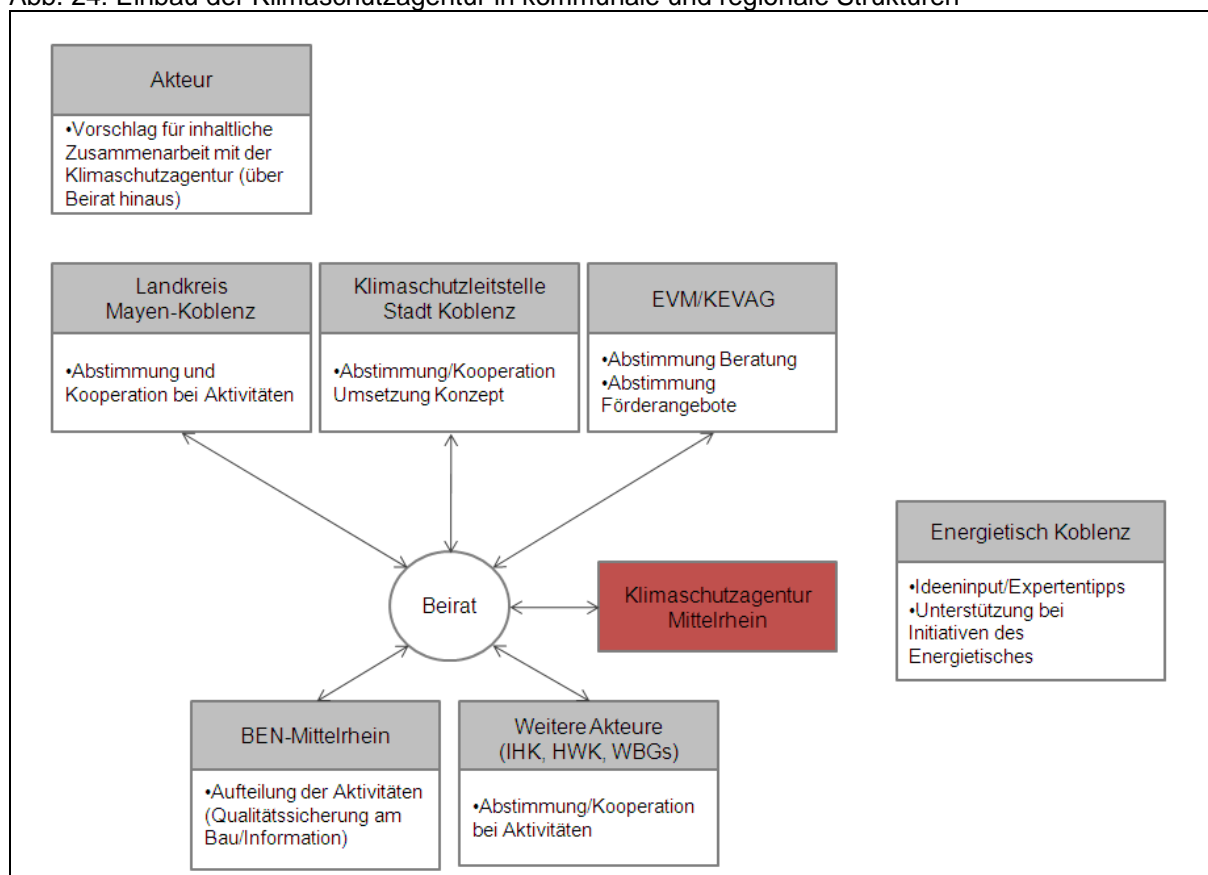 Abb. 24: Einbau der Klimaschutzagentur in kommunale und regionale Strukturen
Akteur
•Vorschlag für inhaltliche
Zusammenarbeit mit der
Klimaschutzagentur (über
Beirat hinaus)
Landkreis
Mayen-Koblenz
•Abstimmung und
Kooperation bei Aktivitäten
Klimaschutzleitstelle
Stadt Koblenz
•Abstimmung/Kooperation
Umsetzung Konzept
EVM/KEVAG
•Abstimmung Beratung
•Abstimmung
Förderangebote
Energietisch Koblenz
•Ideeninput/Expertentipps
•Unterstützung bei
Initiativen des
Energietisches
Beirat
Klimaschutzagentur
Mittelrhein
BEN-Mittelrhein
•Aufteilung der Aktivitäten
(Qualitätssicherung am
Bau/Information)
Weitere Akteure
(IHK, HWK, WBGs)
•Abstimmung/Kooperation
bei Aktivitäten